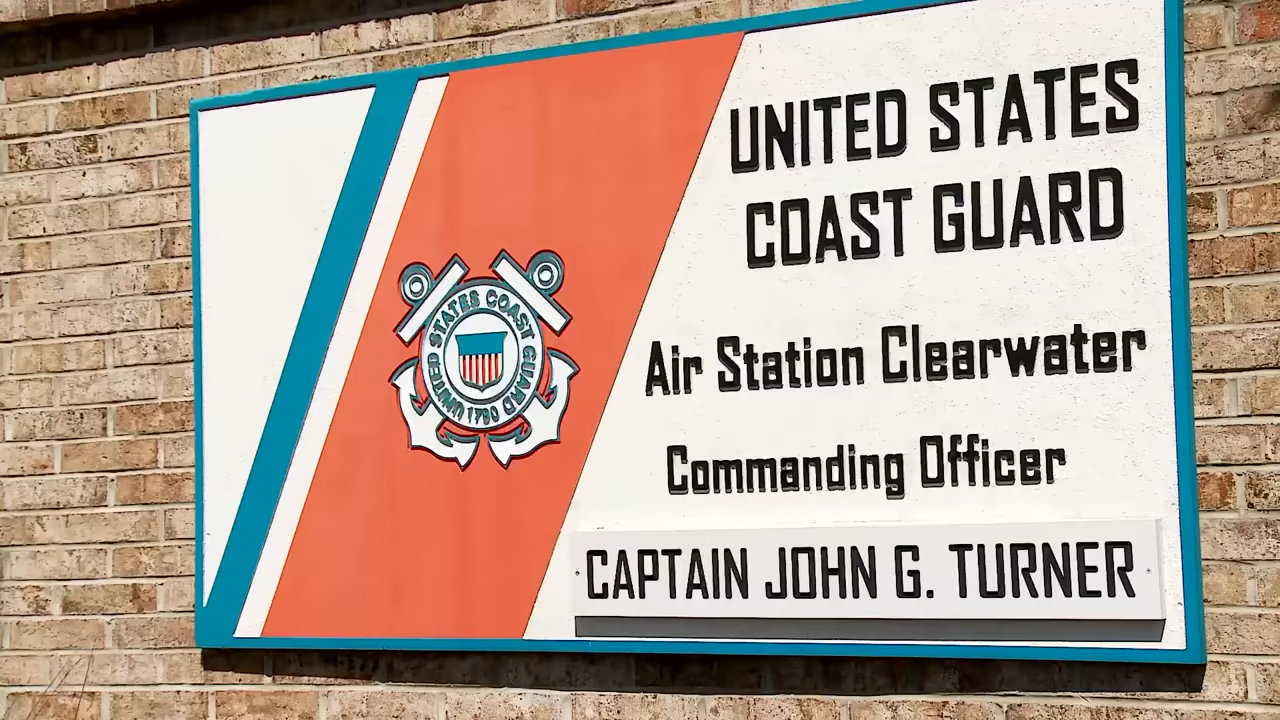 UNITED STATES
COAST GUARD
UNITED STATES COAST GUARD
1790
Air Station Clearwater
Commanding Officer
CAPTAIN JOHN G. TURNER